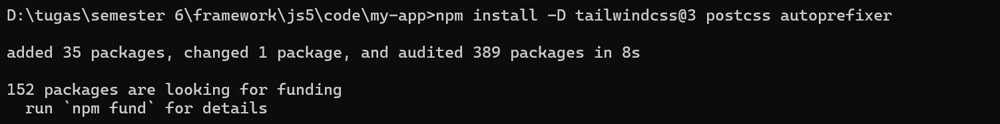 D:\tugas\semester 6\framework\js5\code\my-app>npm install -D tailwindcss@3 postcss autoprefixer
added 35 packages, changed 1 package, and audited 389 packages in 8s
152 packages are looking for funding
  run `npm fund` for details